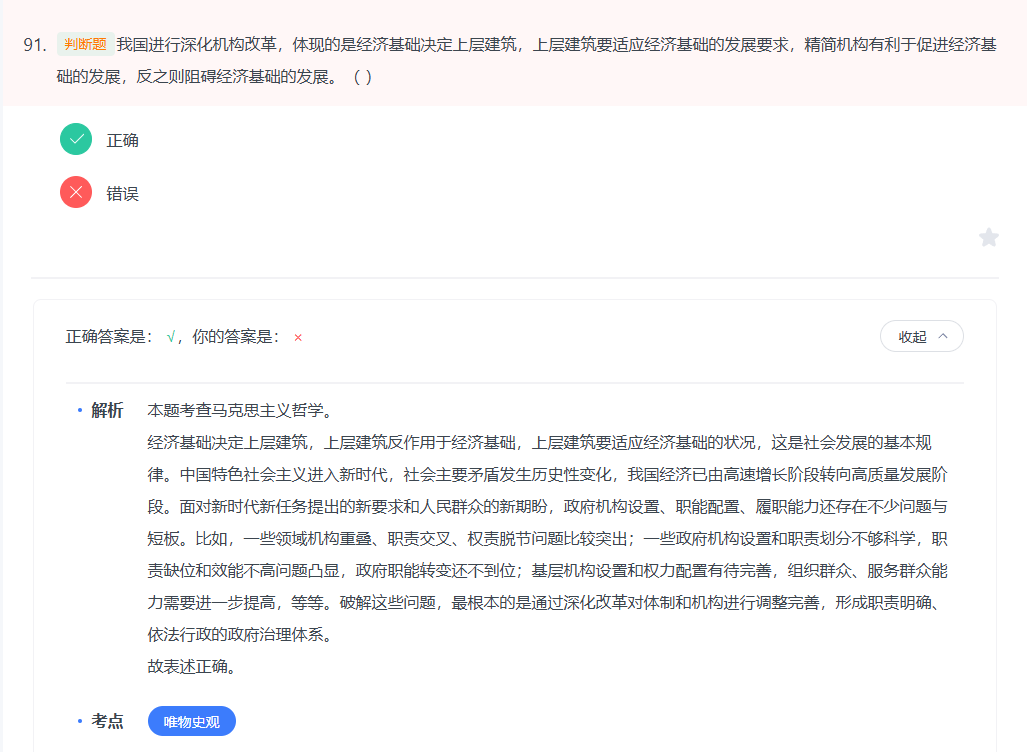 91. 判断题 我国进行深化机构改革，体现的是经济基础决定上层建筑，上层建筑要适应经济基础的发展要求，精简机构有利于促进经济基
础的发展，反之则阻碍经济基础的发展。（ ）
正确
错误
正确答案是： √，你的答案是： ×
收起
• 解析 本题考查马克思主义哲学。
经济基础决定上层建筑，上层建筑反作用于经济基础，上层建筑要适应经济基础的状况，这是社会发展的基本规
律。中国特色社会主义进入新时代，社会主要矛盾发生历史性变化，我国经济已由高速增长阶段转向高质量发展阶
段。面对新时代新任务提出的新要求和人民群众的新期盼，政府机构设置、职能配置、履职能力还存在不少问题与
短板。比如，一些领域机构重叠、职责交叉、权责脱节问题比较突出；一些政府机构设置和职责划分不够科学，职
责缺位和效能不高问题凸显，政府职能转变还不到位；基层机构设置和权力配置有待完善，组织群众、服务群众能
力需要进一步提高，等等。破解这些问题，最根本的是通过深化改革对体制和机构进行调整完善，形成职责明确、
依法行政的政府治理体系。
故表述正确。
• 考点 唯物史观